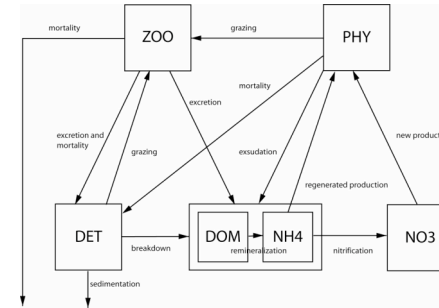 mortality
grazing
ZOO
PHY
mortality
excretion
excretion and
mortality
grazing
exsudation
new product
regenerated production
DET
DOM
NH4
NO3
breakdown
remineralization
nitrification
sedimentation